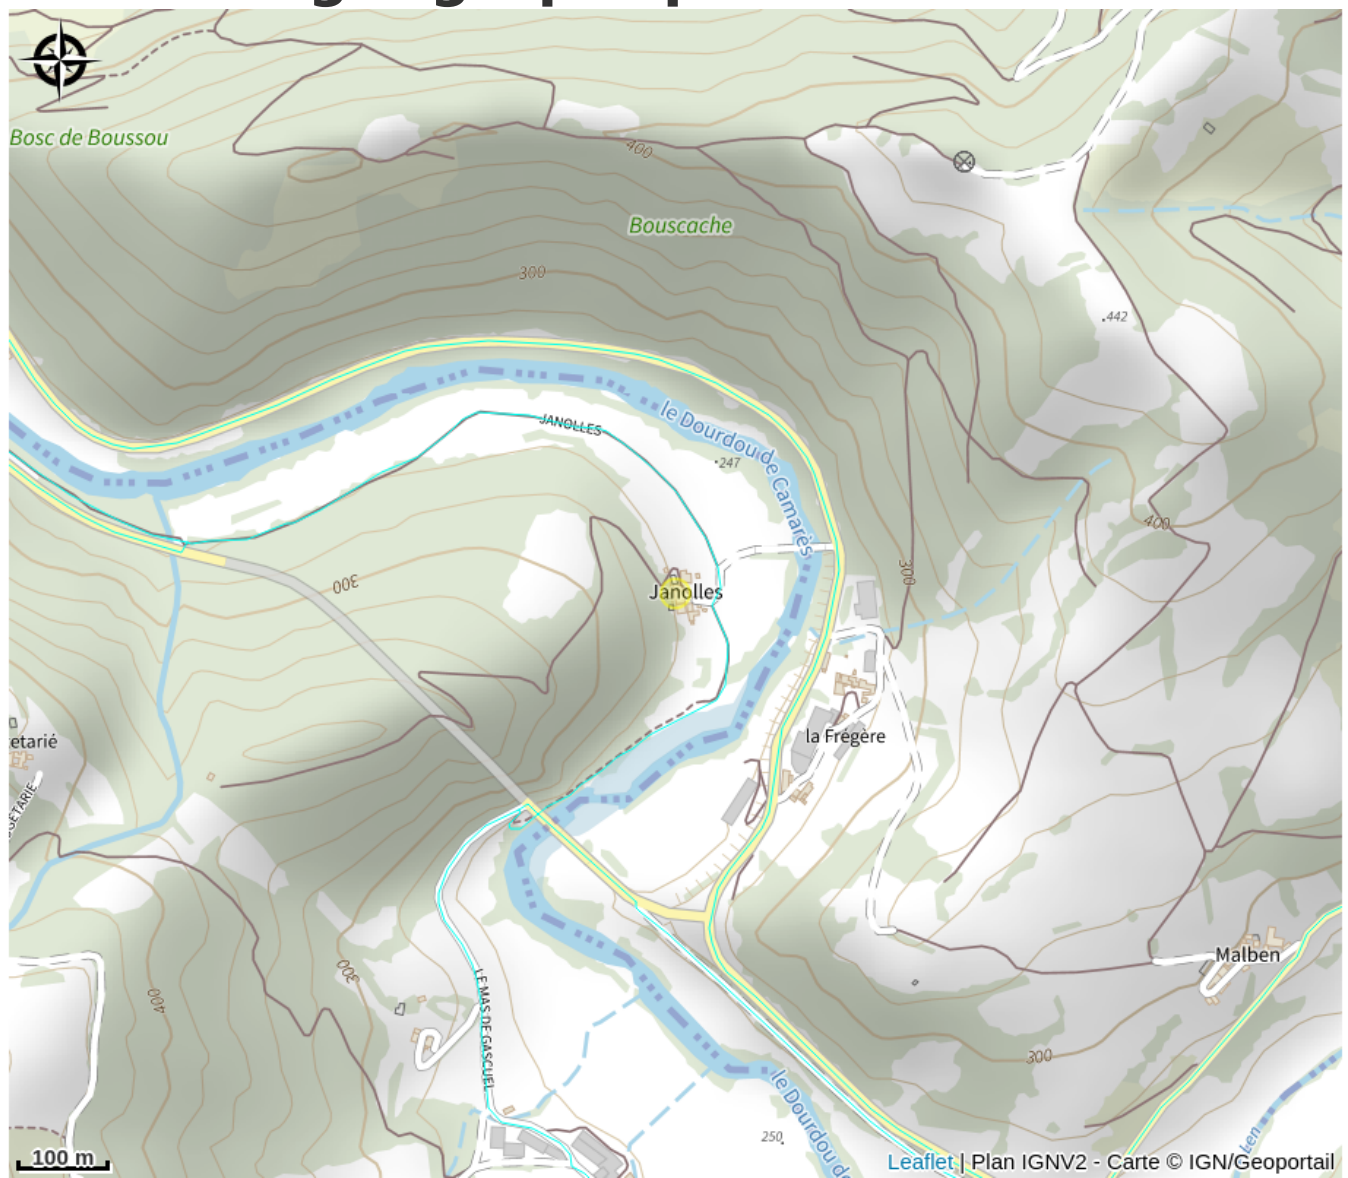 Bosc de Boussou
400
Bouscache
300
442
le Dourdou de Camarès
JANOLLES
247
400
300
300
Janolles
etarié
la Frégère
Malben
300
400
LE MAS DE GASCUEL
300
le Dourdou de
250
Len
100 m
Leaflet | Plan IGNV2 - Carte © IGN/Geoportail